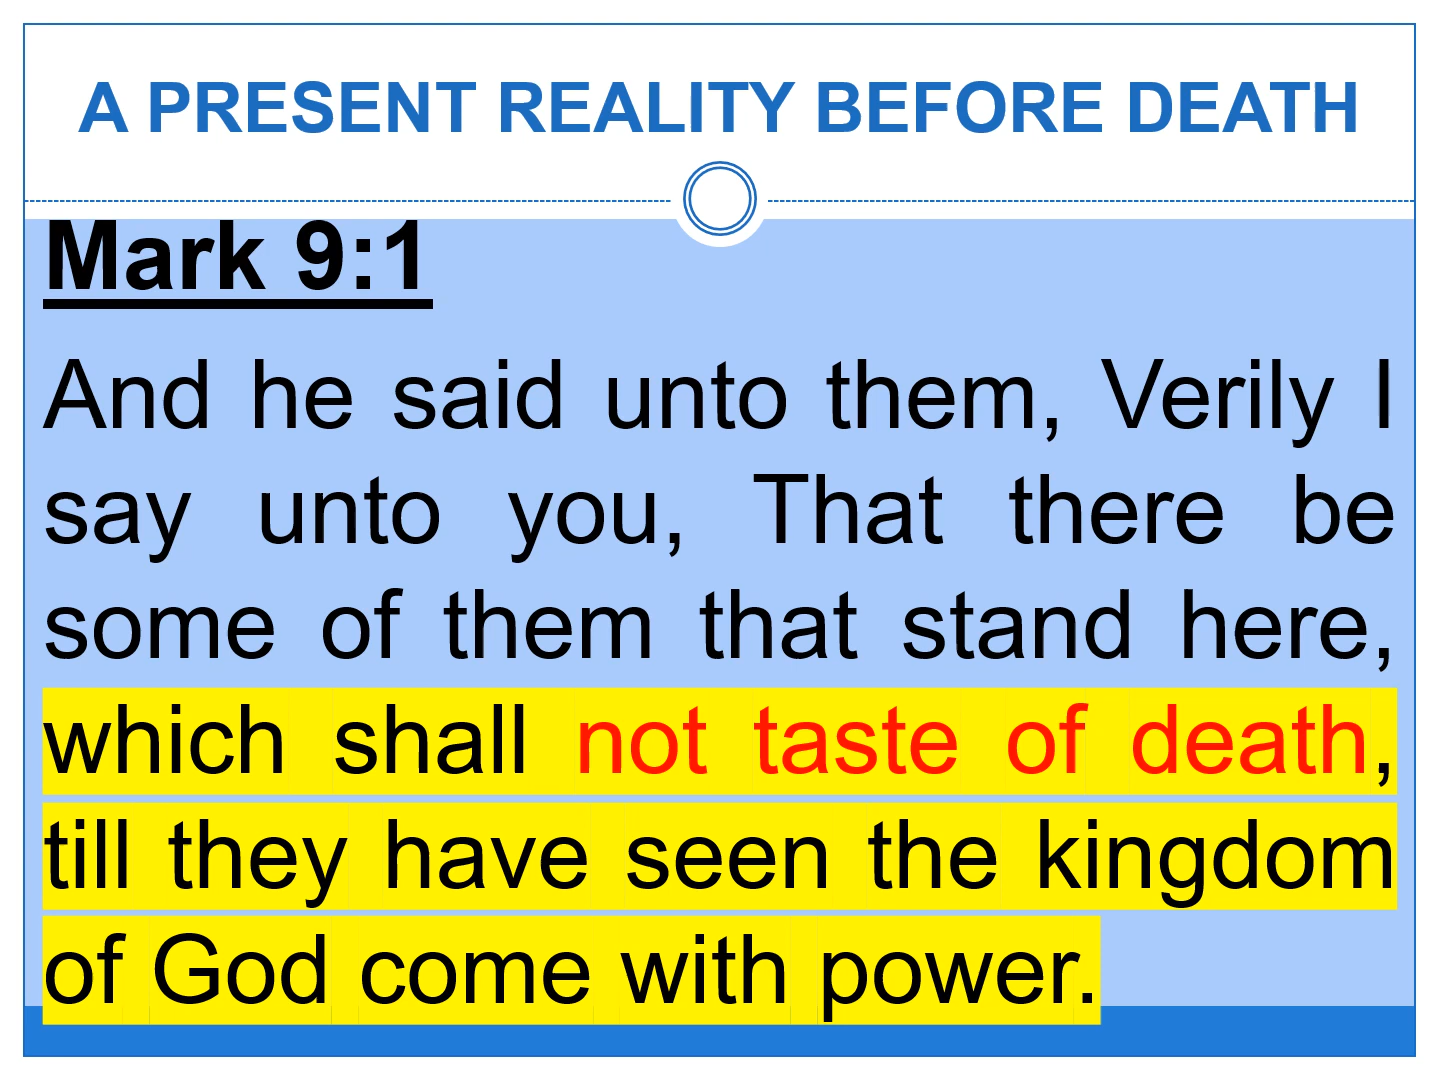 A PRESENT REALITY BEFORE DEATH
Mark 9:1
And he said unto them, Verily I
say unto you, That there be
some of them that stand here,
which shall not taste of death,
till they have seen the kingdom
of God come with power.